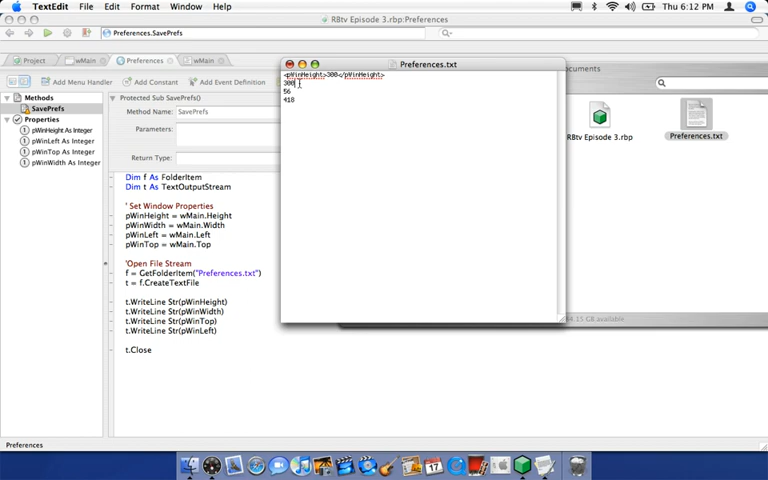 TextEdit File Edit Format Window Help Thu 6:12 PM
RBtv Episode 3.rbp:Preferences
Preferences.SavePrefs
Project wMain Preferences wMain
Add Menu Handler Add Constant Add Event Definition
Methods
SavePrefs
Properties
pWinHeight As Integer
pWinLeft As Integer
pWinTop As Integer
pWinWidth As Integer
Protected Sub SavePrefs()
Method Name: SavePrefs
Parameters:
Return Type:
Dim f As FolderItem
Dim t As TextOutputStream
' Set Window Properties
pWinHeight = wMain.Height
pWinWidth = wMain.Width
pWinLeft = wMain.Left
pWinTop = wMain.Top
'Open File Stream
f = GetFolderItem("Preferences.txt")
t = f.CreateTextFile
t.WriteLine Str(pWinHeight)
t.WriteLine Str(pWinWidth)
t.WriteLine Str(pWinTop)
t.WriteLine Str(pWinLeft)
t.Close
Preferences.txt
<pWinHeight>300</pWinHeight>
300
56
418
ocuments
RBtv Episode 3.rbp
Preferences.txt
GB available
Preferences
17